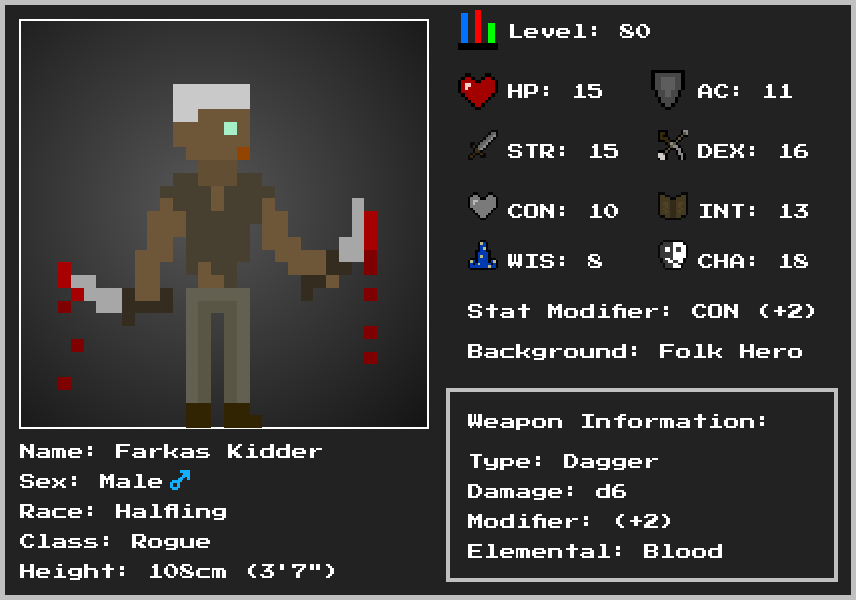 Level: 80
HP: 15 AC: 11
STR: 15 DEX: 16
CON: 10 INT: 13
WIS: 8 CHA: 18
Stat Modifier: CON (+2)
Background: Folk Hero
Weapon Information:
Type: Dagger
Damage: d6
Modifier: (+2)
Elemental: Blood
Name: Farkas Kidder
Sex: Male ♂
Race: Halfling
Class: Rogue
Height: 108cm (3'7")